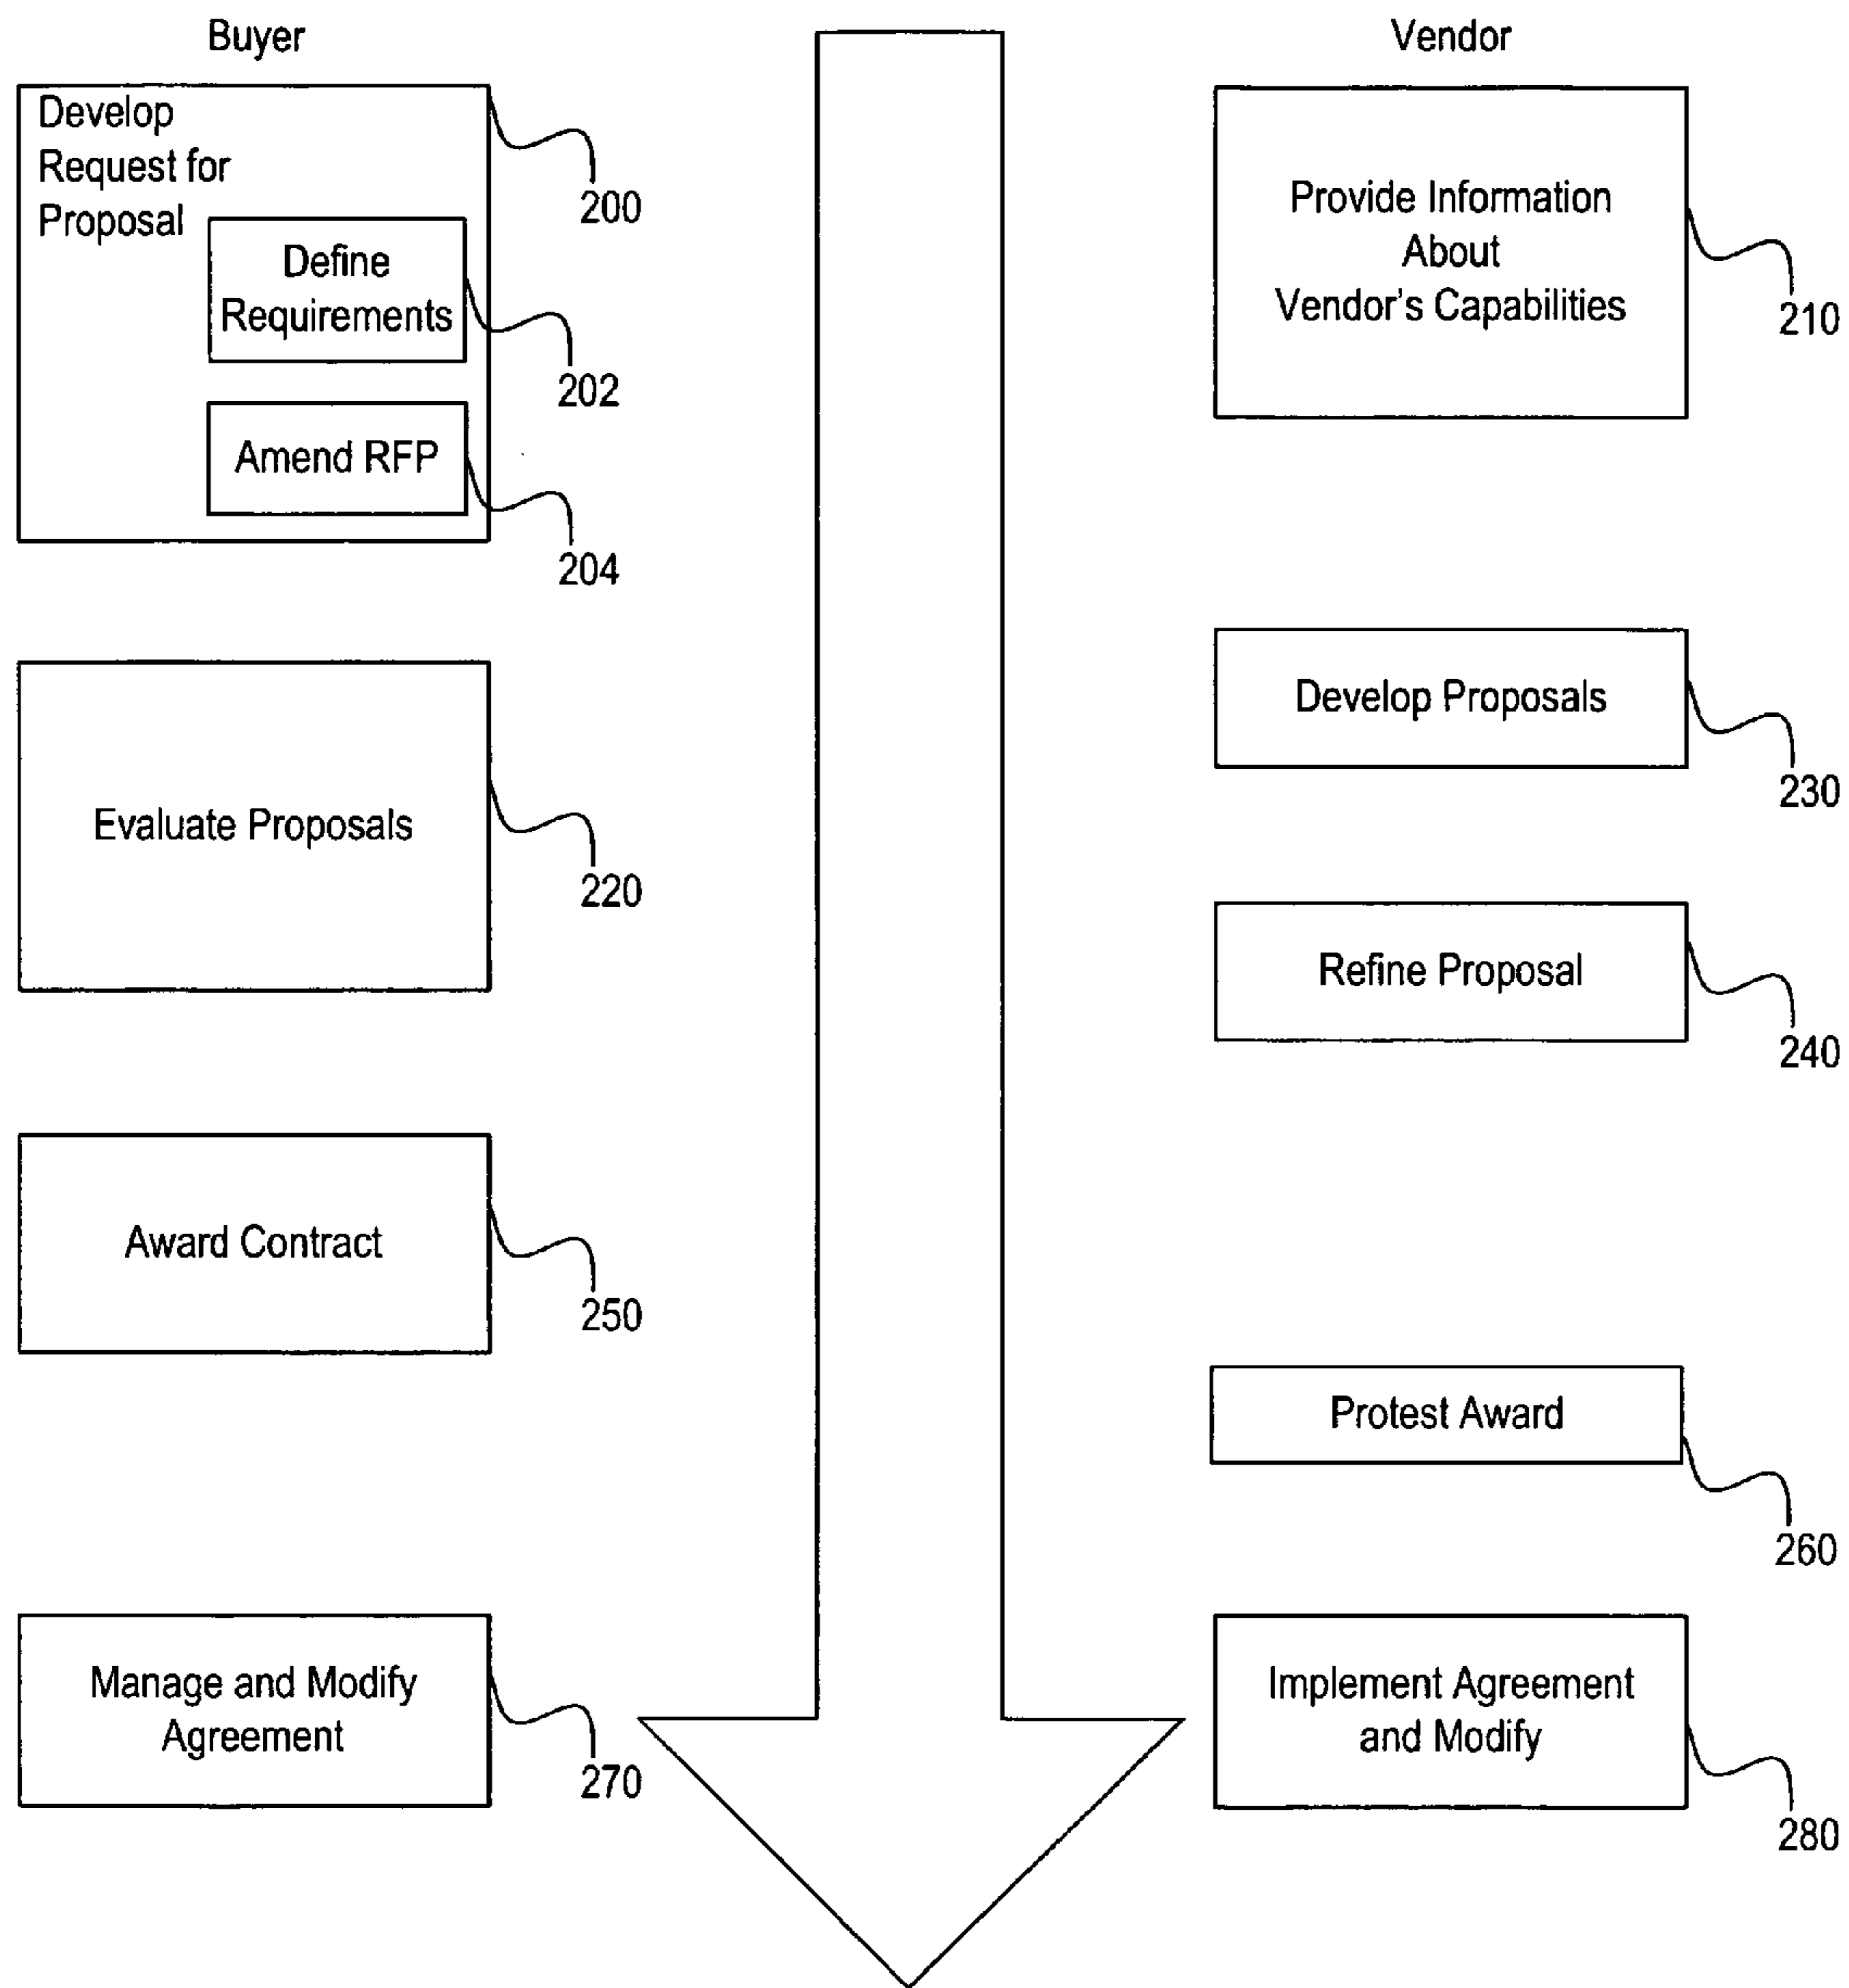 Buyer
Vendor
Develop
Request for
Proposal
200
Define
Requirements
202
Amend RFP
204
Provide Information
About
Vendor's Capabilities
210
Develop Proposals
230
Evaluate Proposals
220
Refine Proposal
240
Award Contract
250
Protest Award
260
Manage and Modify
Agreement
270
Implement Agreement
and Modify
280